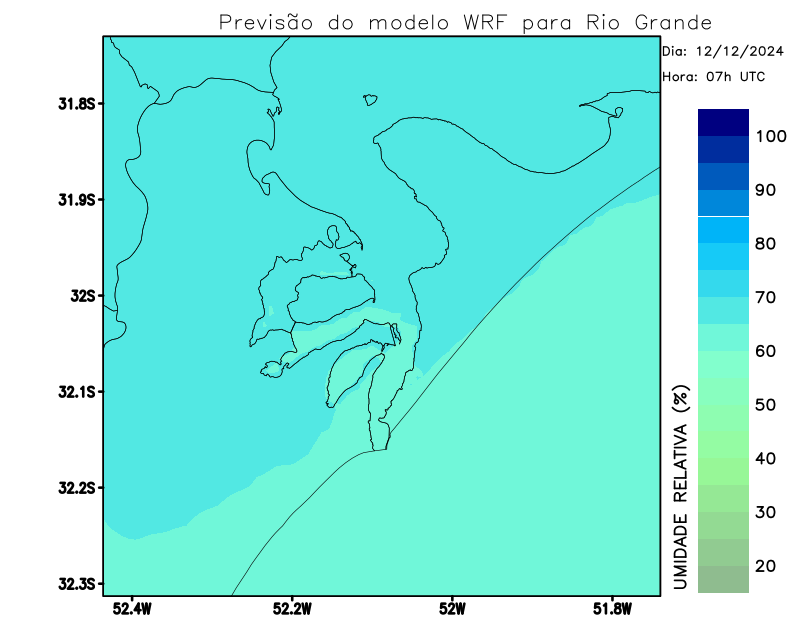 Previsão do modelo WRF para Rio Grande
Dia: 12/12/2024
Hora: 07h UTC
31.8S
31.9S
32S
32.1S
32.2S
32.3S
52.4W
52.2W
52W
51.8W
100
90
80
70
60
50
40
30
20
UMIDADE RELATIVA (%)